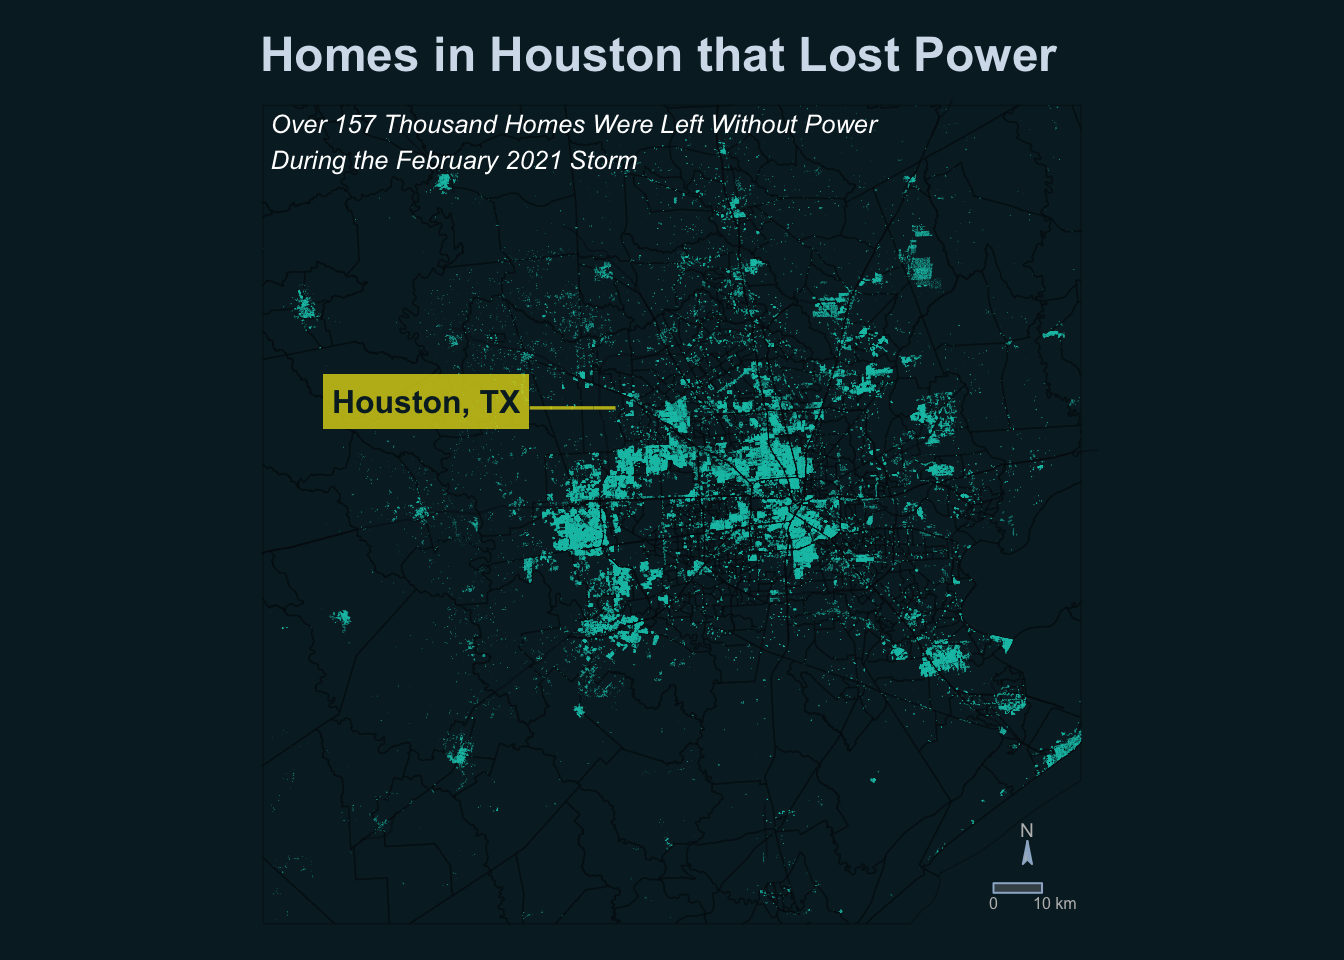 Homes in Houston that Lost Power
Over 157 Thousand Homes Were Left Without Power
During the February 2021 Storm
Houston, TX
N
0 10 km